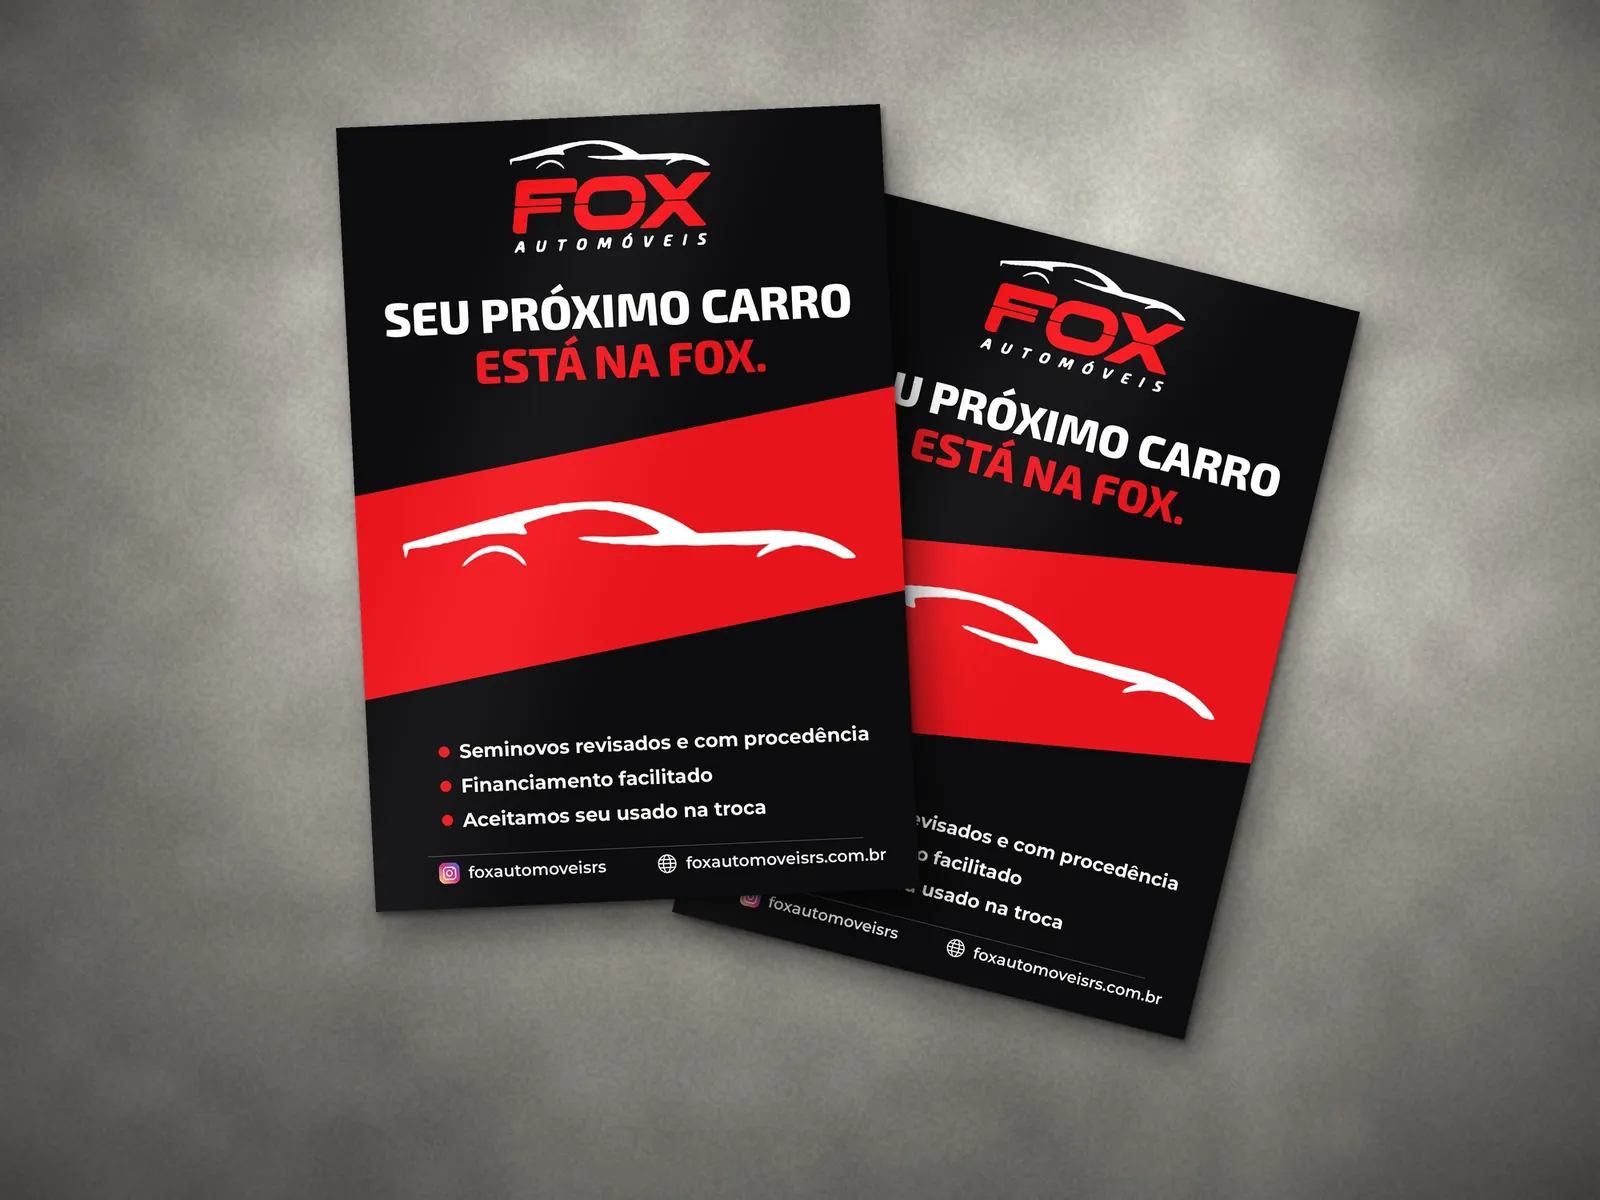 FOX
AUTOMÓVEIS
SEU PRÓXIMO CARRO
ESTÁ NA FOX.
Seminovos revisados e com procedência
Financiamento facilitado
Aceitamos seu usado na troca
foxautomoveisrs
foxautomoveisrs.com.br
FOX
AUTOMÓVEIS
U PRÓXIMO CARRO
ESTÁ NA FOX.
evisados e com procedência
o facilitado
usado na troca
foxautomoveisrs
foxautomoveisrs.com.br